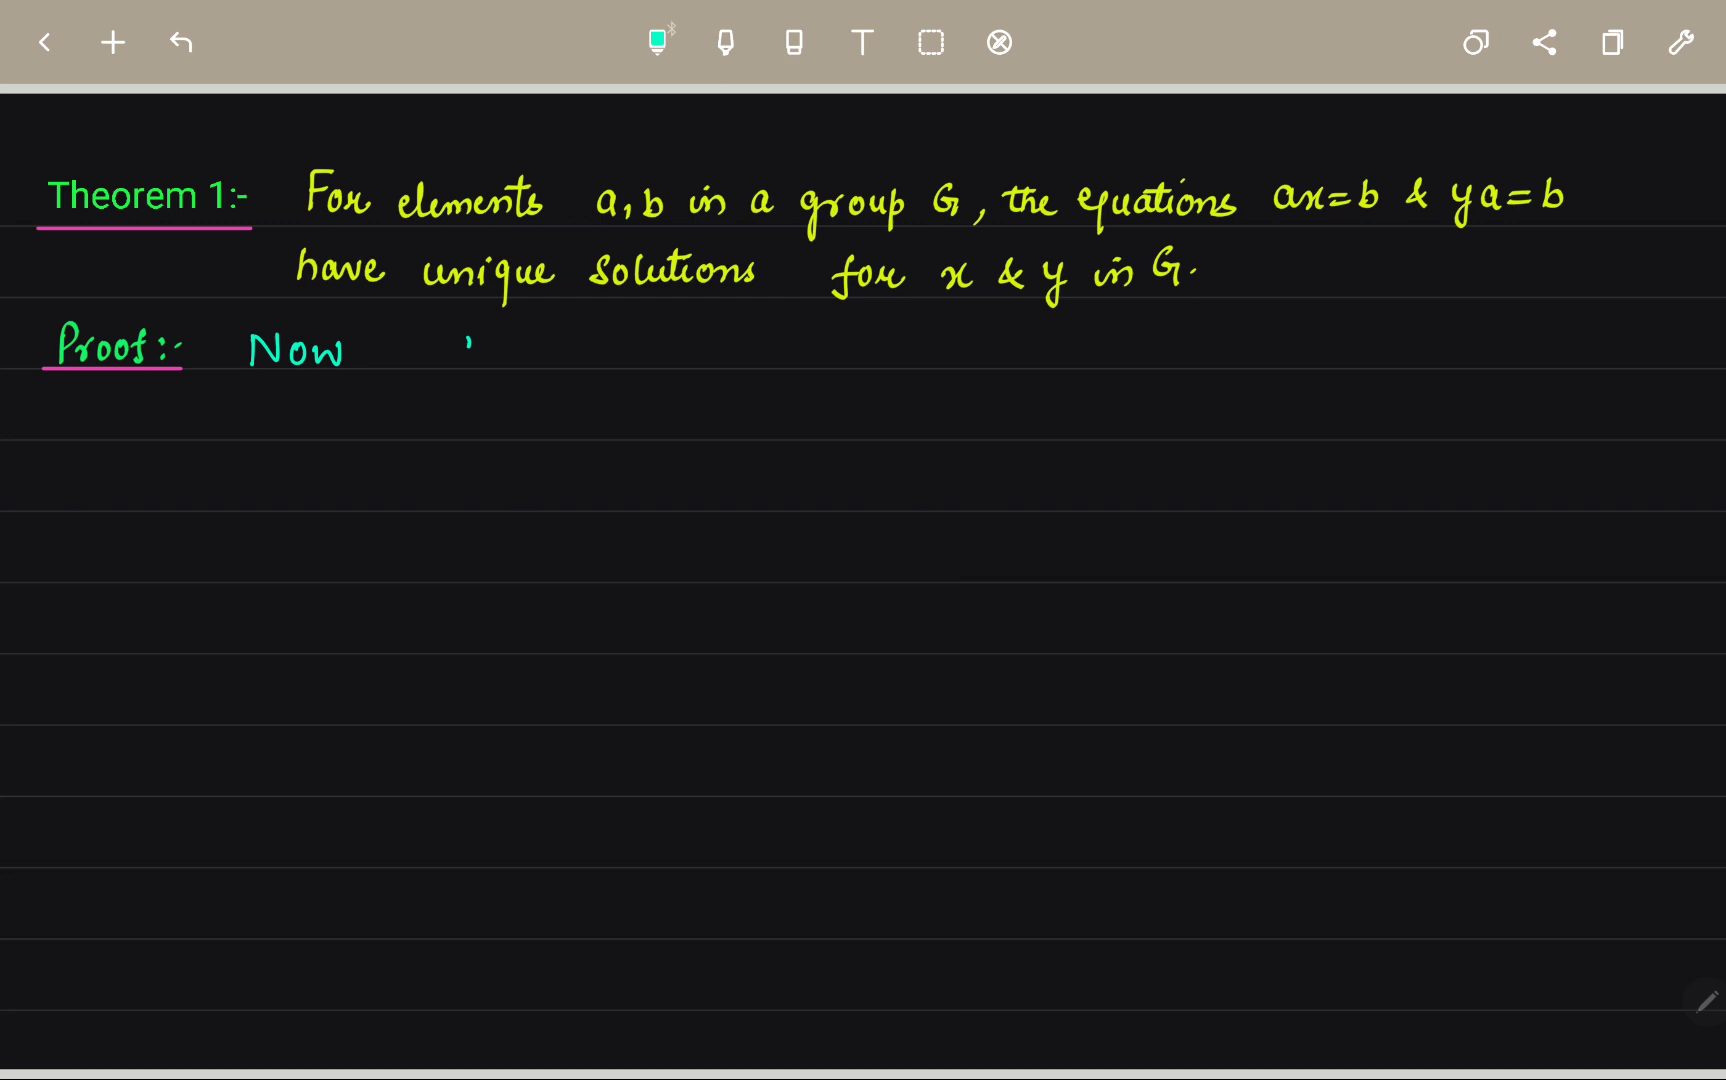 Theorem 1:- For elements a, b in a group G, the equations ax=b & ya=b
have unique solutions for x & y in G.
Proof:- Now